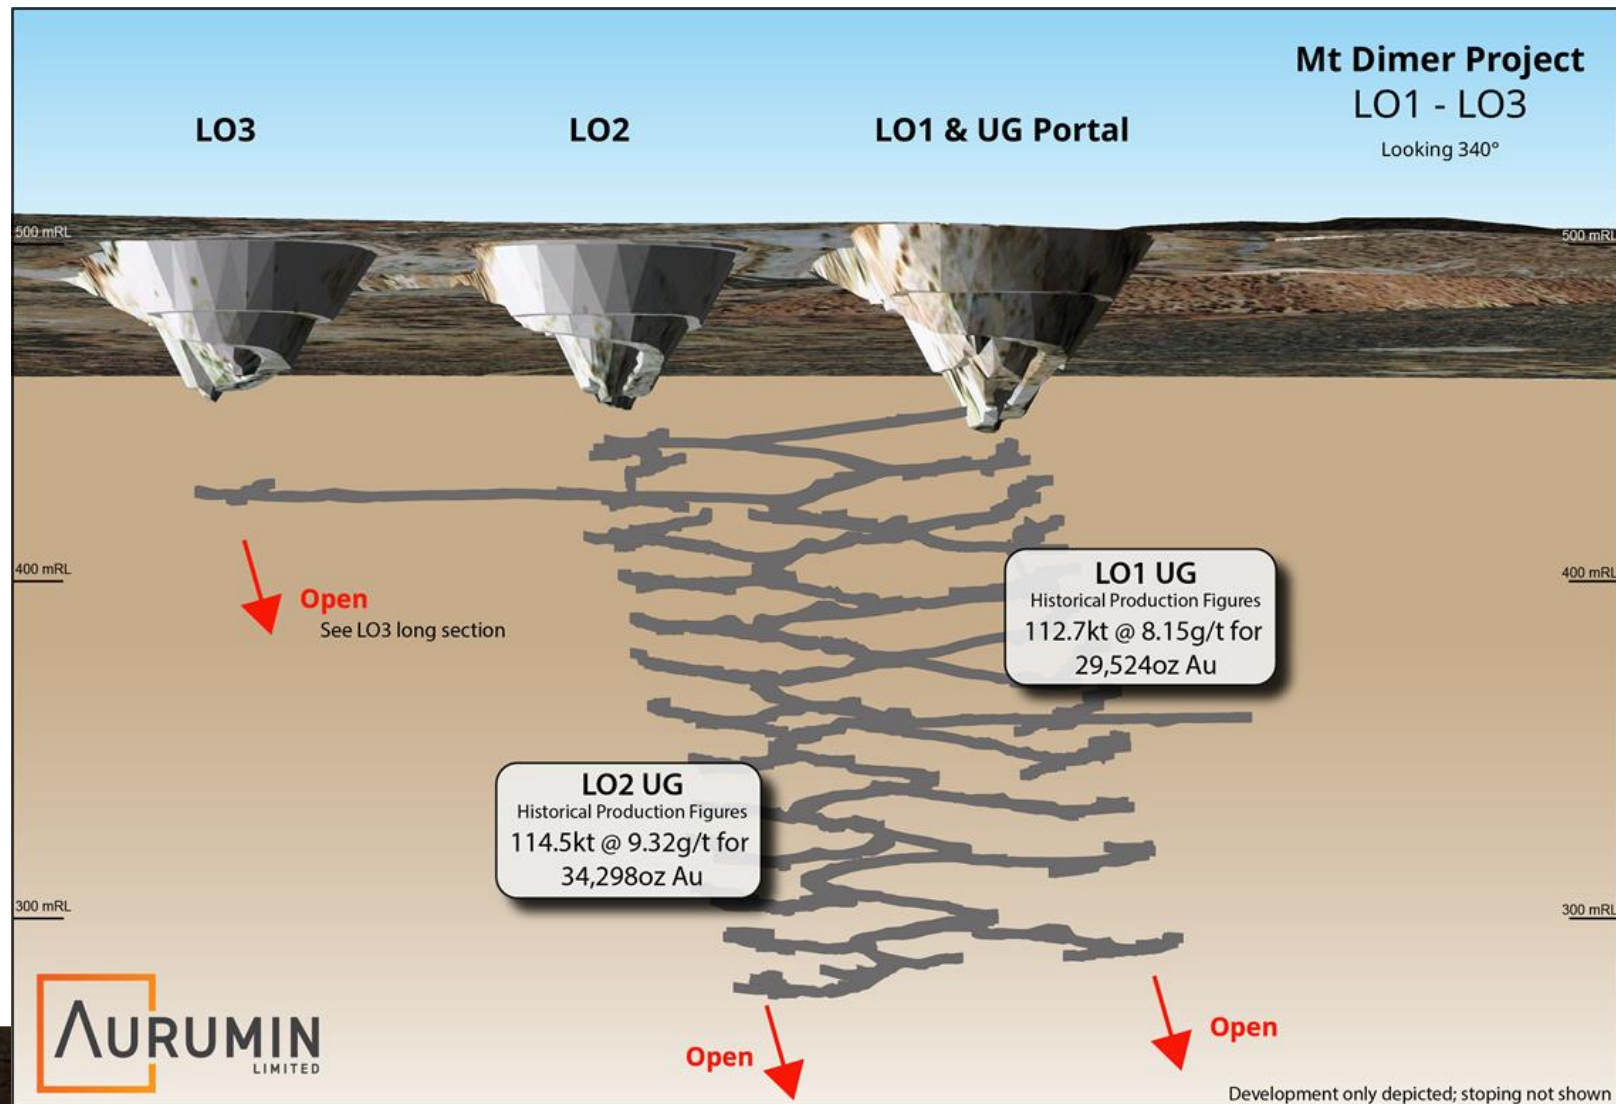 Mt Dimer Project
LO1 - LO3
Looking 340°
LO3
LO2
LO1 & UG Portal
500 mRL
500 mRL
400 mRL
400 mRL
LO1 UG
Historical Production Figures
112.7kt @ 8.15g/t for
29,524oz Au
Open
See LO3 long section
LO2 UG
Historical Production Figures
114.5kt @ 9.32g/t for
34,298oz Au
300 mRL
300 mRL
Open
Open
AURUMIN
LIMITED
Development only depicted; stoping not shown